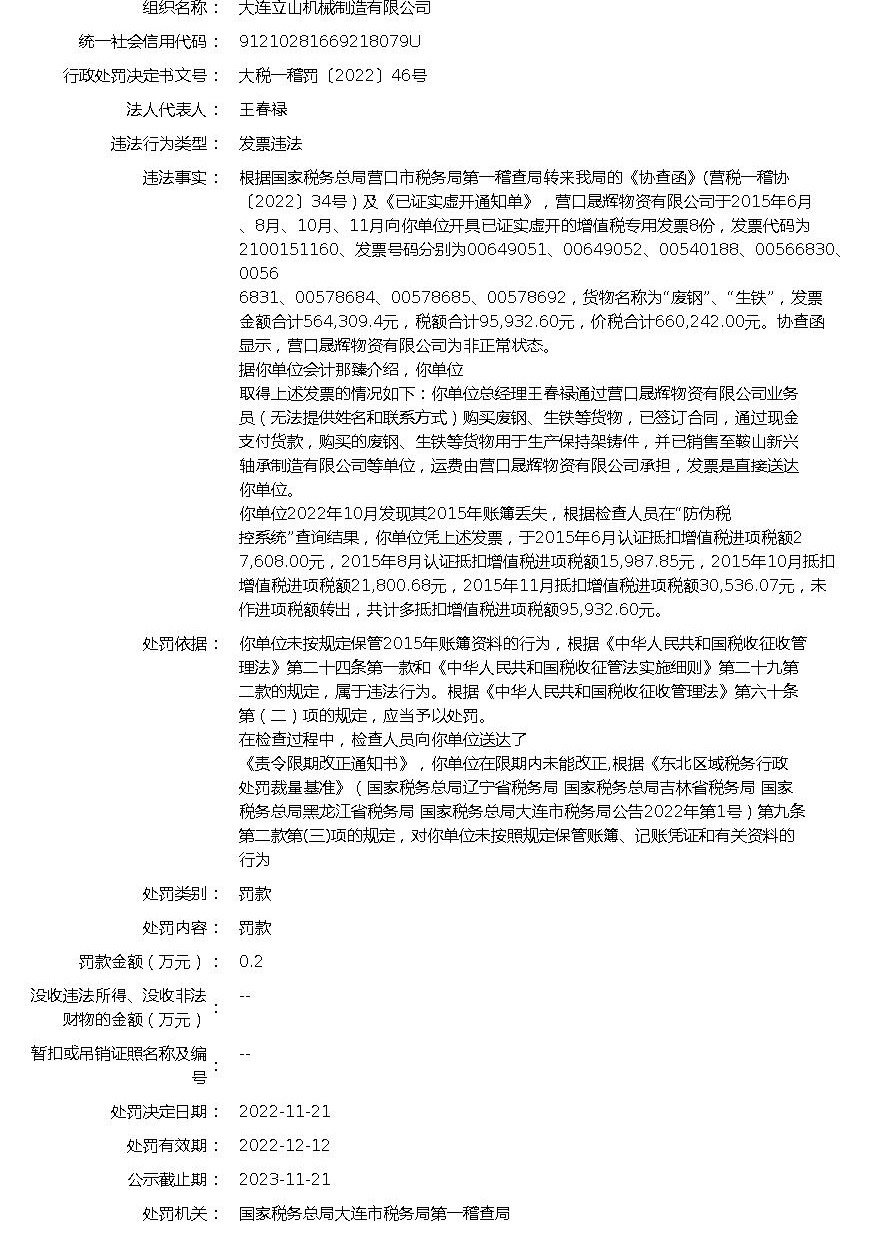 组织名称： 大连立山机械制造有限公司
统一社会信用代码： 91210281669218079U
行政处罚决定书文号： 大税一稽罚〔2022〕46号
法人代表人： 王春禄
违法行为类型： 发票违法
违法事实： 根据国家税务总局营口市税务局第一稽查局转来我局的《协查函》(营税一稽协
〔2022〕34号）及《已证实虚开通知单》，营口晟辉物资有限公司于2015年6月
、8月、10月、11月向你单位开具已证实虚开的增值税专用发票8份，发票代码为
2100151160、发票号码分别为00649051、00649052、00540188、00566830、
0056
6831、00578684、00578685、00578692，货物名称为“废钢”、“生铁”，发票
金额合计564,309.4元，税额合计95,932.60元，价税合计660,242.00元。协查函
显示，营口晟辉物资有限公司为非正常状态。
据你单位会计那臻介绍，你单位
取得上述发票的情况如下：你单位总经理王春禄通过营口晟辉物资有限公司业务
员（无法提供姓名和联系方式）购买废钢、生铁等货物，已签订合同，通过现金
支付货款，购买的废钢、生铁等货物用于生产保持架铸件，并已销售至鞍山新兴
轴承制造有限公司等单位，运费由营口晟辉物资有限公司承担，发票是直接送达
你单位。
你单位2022年10月发现其2015年账簿丢失，根据检查人员在“防伪税
控系统”查询结果，你单位凭上述发票，于2015年6月认证抵扣增值税进项税额2
7,608.00元，2015年8月认证抵扣增值税进项税额15,987.85元，2015年10月抵扣
增值税进项税额21,800.68元，2015年11月抵扣增值税进项税额30,536.07元，未
作进项税额转出，共计多抵扣增值税进项税额95,932.60元。
处罚依据： 你单位未按规定保管2015年账簿资料的行为，根据《中华人民共和国税收征收管
理法》第二十四条第一款和《中华人民共和国税收征管法实施细则》第二十九第
二款的规定，属于违法行为。根据《中华人民共和国税收征收管理法》第六十条
第（二）项的规定，应当予以处罚。
在检查过程中，检查人员向你单位送达了
《责令限期改正通知书》，你单位在限期内未能改正,根据《东北区域税务行政
处罚裁量基准》（国家税务总局辽宁省税务局 国家税务总局吉林省税务局 国家
税务总局黑龙江省税务局 国家税务总局大连市税务局公告2022年第1号）第九条
第二款第(三)项的规定，对你单位未按照规定保管账簿、记账凭证和有关资料的
行为
处罚类别： 罚款
处罚内容： 罚款
罚款金额（万元）： 0.2
没收违法所得、没收非法
财物的金额（万元）： --
暂扣或吊销证照名称及编
号： --
处罚决定日期： 2022-11-21
处罚有效期： 2022-12-12
公示截止期： 2023-11-21
处罚机关： 国家税务总局大连市税务局第一稽查局